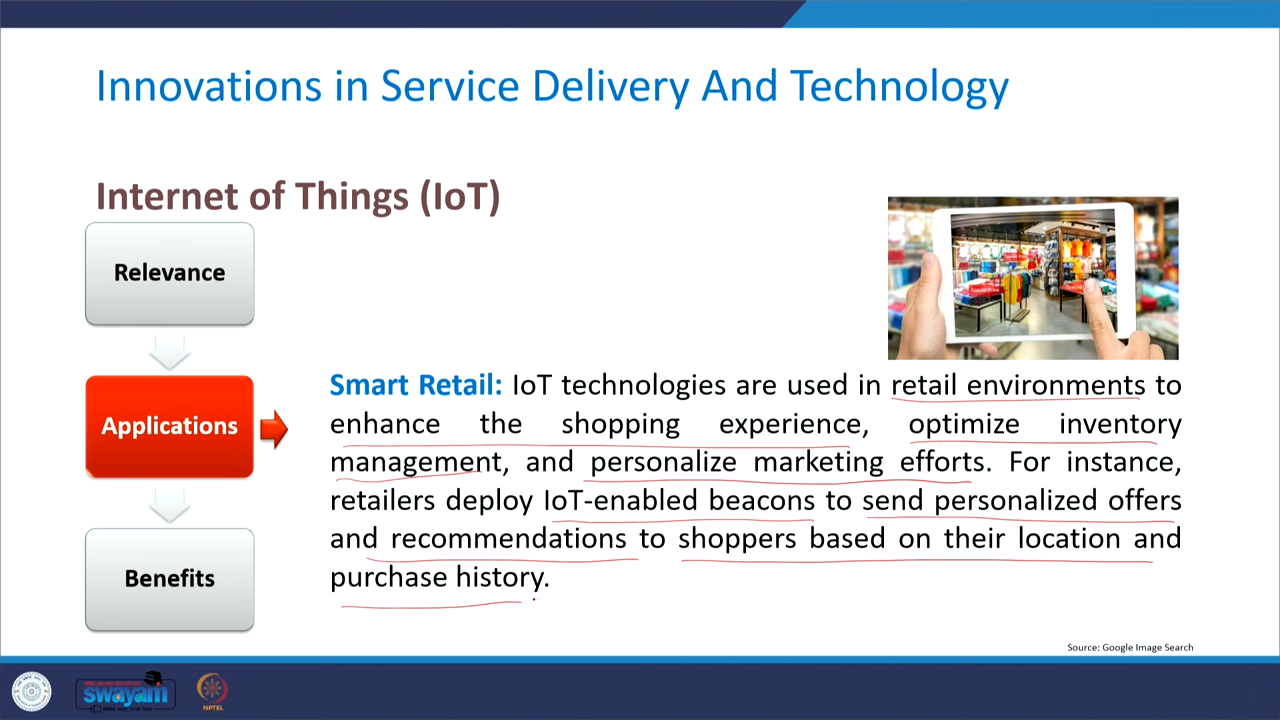 Innovations in Service Delivery And Technology
Internet of Things (IoT)
Relevance
Applications
Benefits
Smart Retail: IoT technologies are used in retail environments to
enhance the shopping experience, optimize inventory
management, and personalize marketing efforts. For instance,
retailers deploy IoT-enabled beacons to send personalized offers
and recommendations to shoppers based on their location and
purchase history.
Source: Google Image Search
swayam
NPTEL